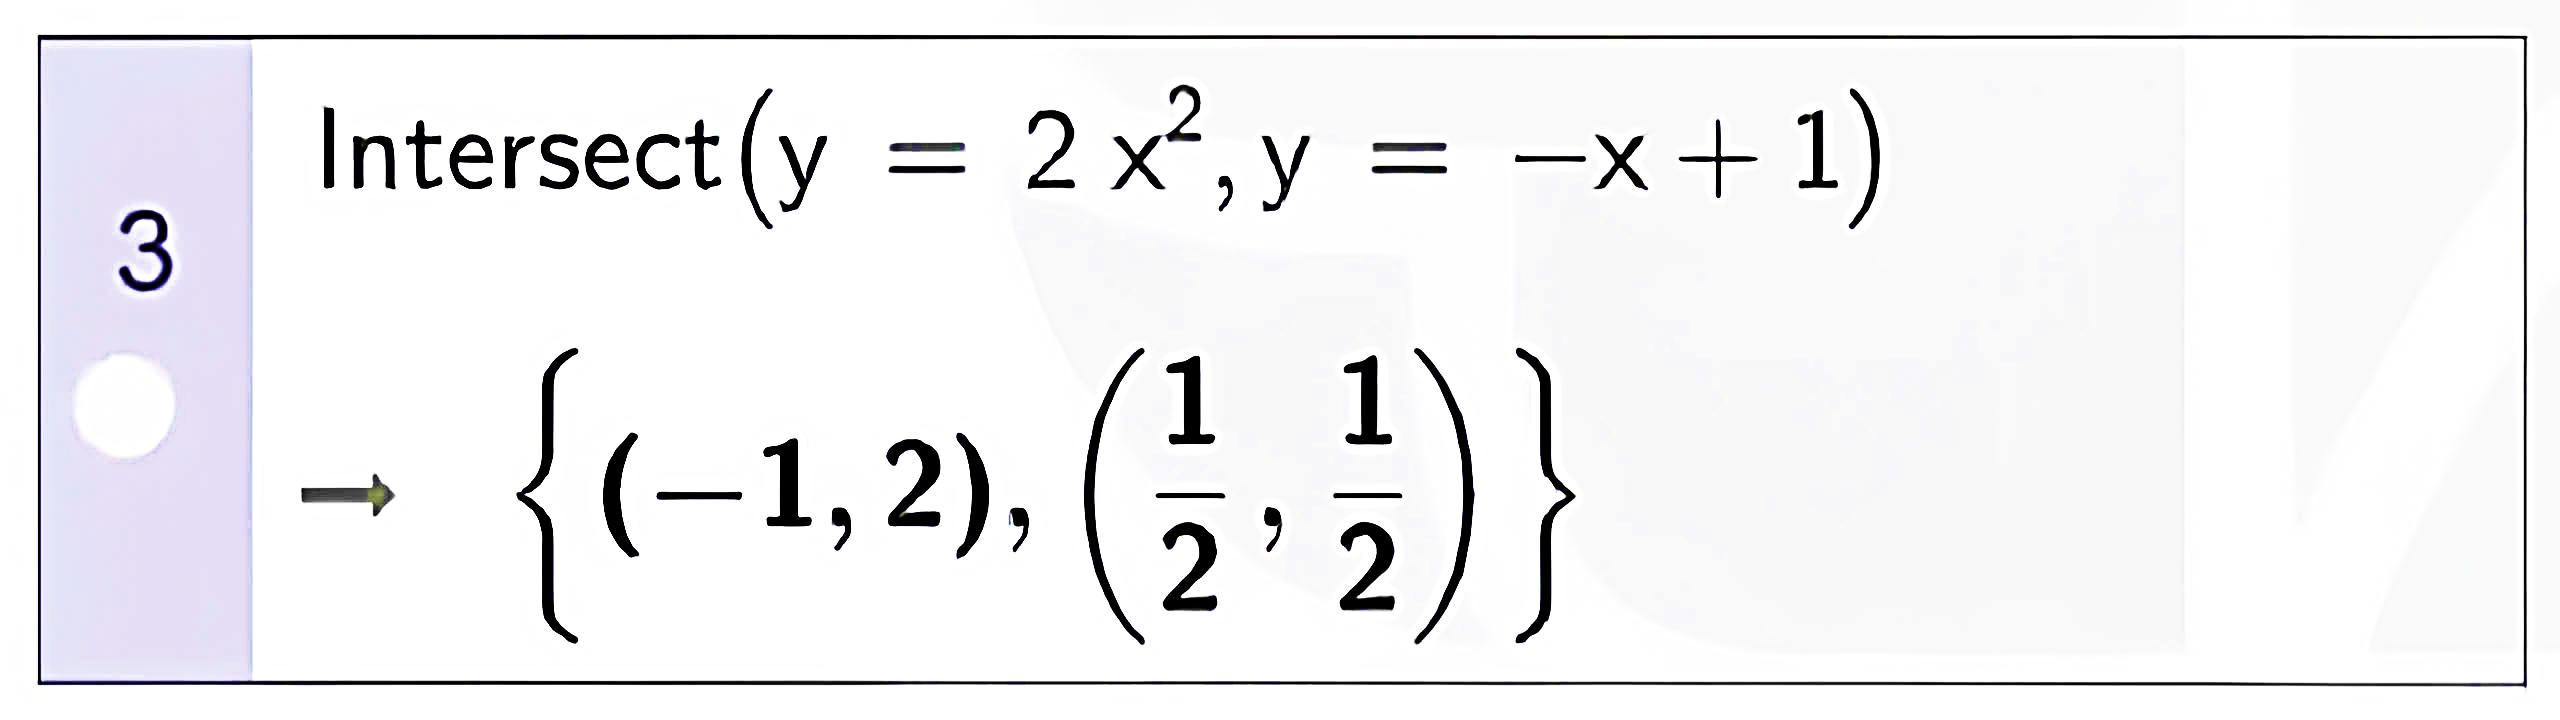 3
Intersect(y = 2 x², y = −x + 1)
→ {(−1, 2), (1/2, 1/2)}